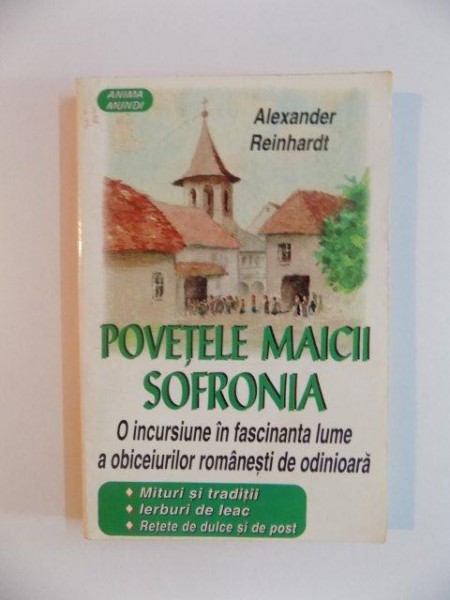 ANIMA
MUNDI
Alexander
Reinhardt
POVEȚELE MAICII
SOFRONIA
O incursiune în fascinanta lume
a obiceiurilor românești de odinioară
♦ Mituri și tradiții
♦ Ierburi de leac
♦ Rețete de dulce și de post